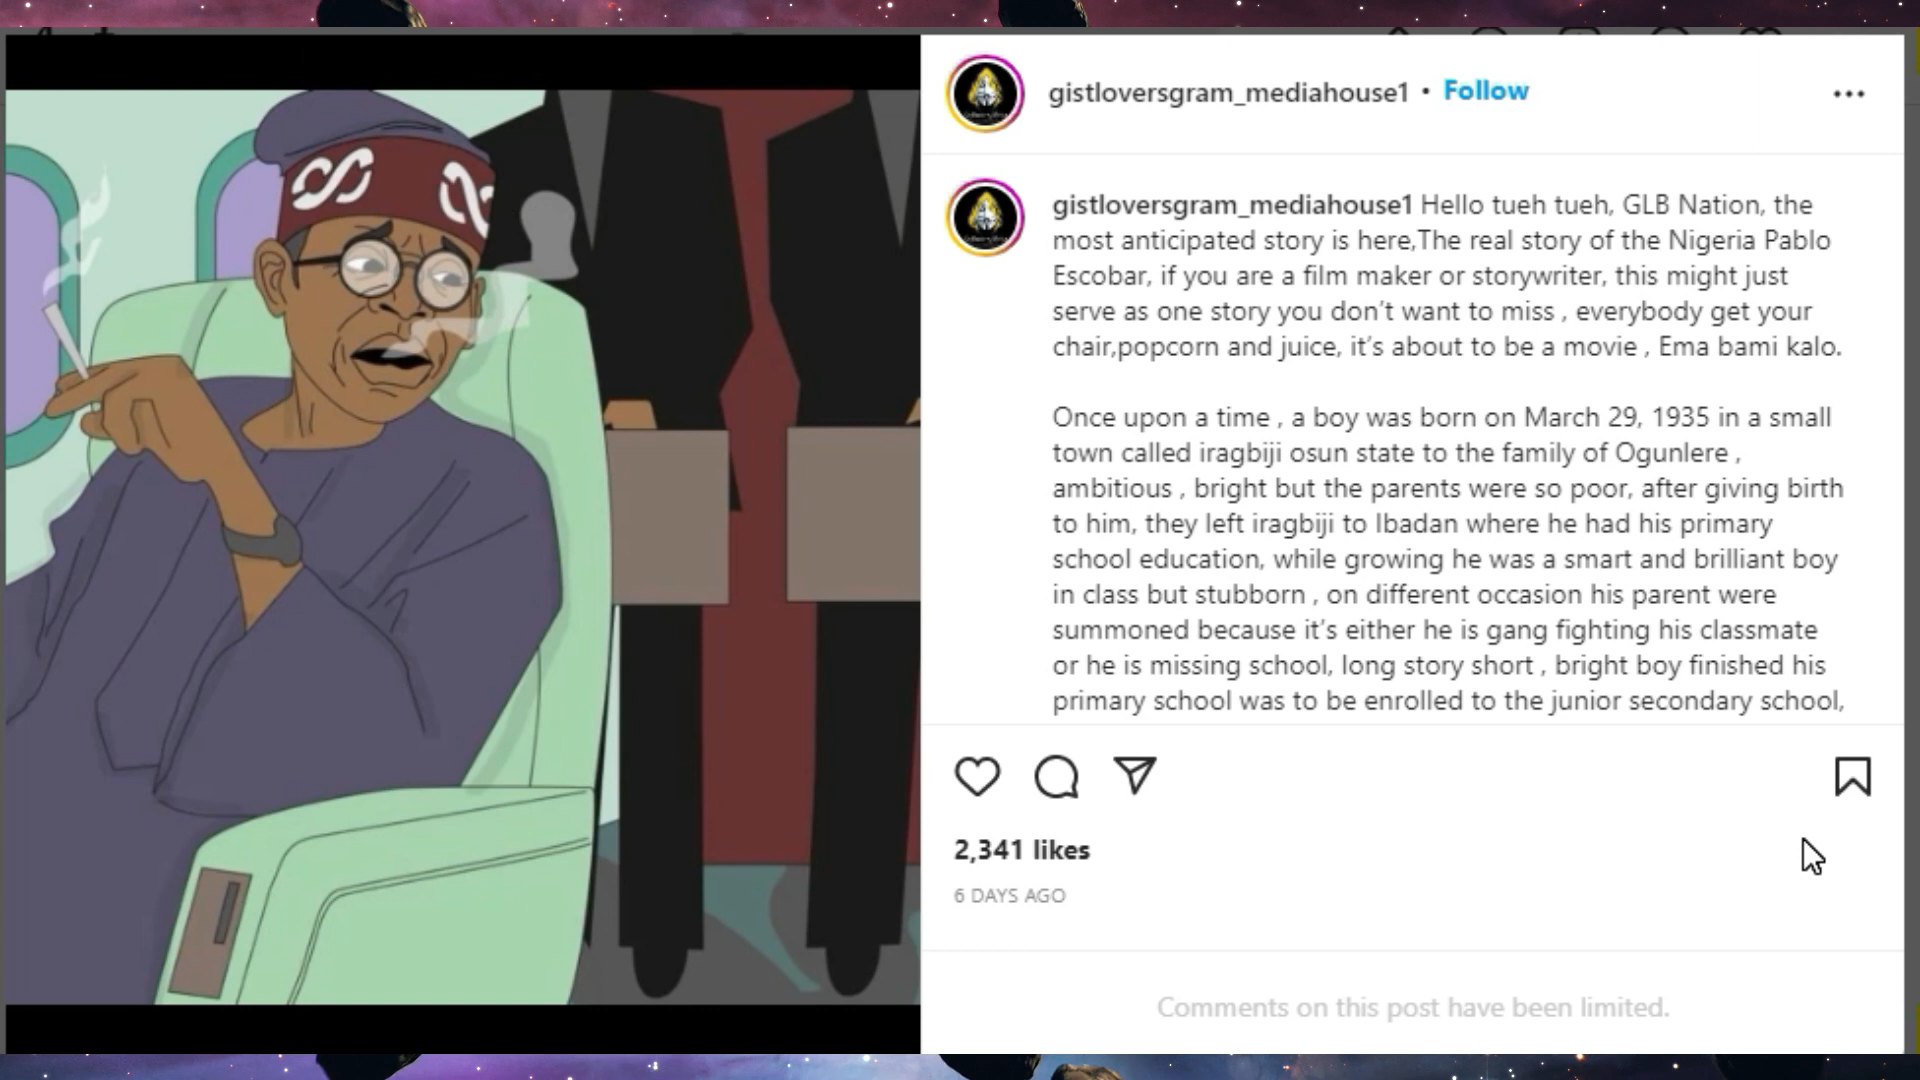 gistloversgram_mediahouse1 • Follow
gistloversgram_mediahouse1 Hello tueh tueh, GLB Nation, the
most anticipated story is here,The real story of the Nigeria Pablo
Escobar, if you are a film maker or storywriter, this might just
serve as one story you don’t want to miss , everybody get your
chair,popcorn and juice, it’s about to be a movie , Ema bami kalo.
Once upon a time , a boy was born on March 29, 1935 in a small
town called iragbiji osun state to the family of Ogunlere ,
ambitious , bright but the parents were so poor, after giving birth
to him, they left iragbiji to Ibadan where he had his primary
school education, while growing he was a smart and brilliant boy
in class but stubborn , on different occasion his parent were
summoned because it’s either he is gang fighting his classmate
or he is missing school, long story short , bright boy finished his
primary school was to be enrolled to the junior secondary school,
2,341 likes
6 DAYS AGO
Comments on this post have been limited.